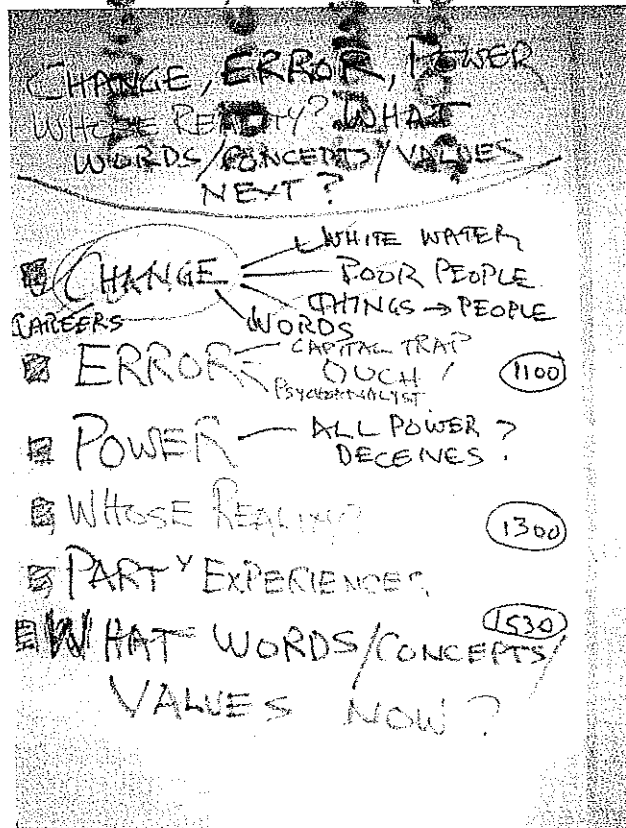 CHANGE, ERROR, POWER
WHOSE REALITY? WHAT
WORDS/CONCEPTS/VALUES
NEXT?
WHITE WATER
CHANGE
POOR PEOPLE
THINGS → PEOPLE
CAREERS
WORDS
CAPITAL TRAP
ERROR
OUCH!
1100
PSYCHOANALYST
POWER
ALL POWER
DECEIVES?
WHOSE REALITY?
1300
PARTY EXPERIENCES
1530
WHAT WORDS/CONCEPTS/
VALUES NOW?